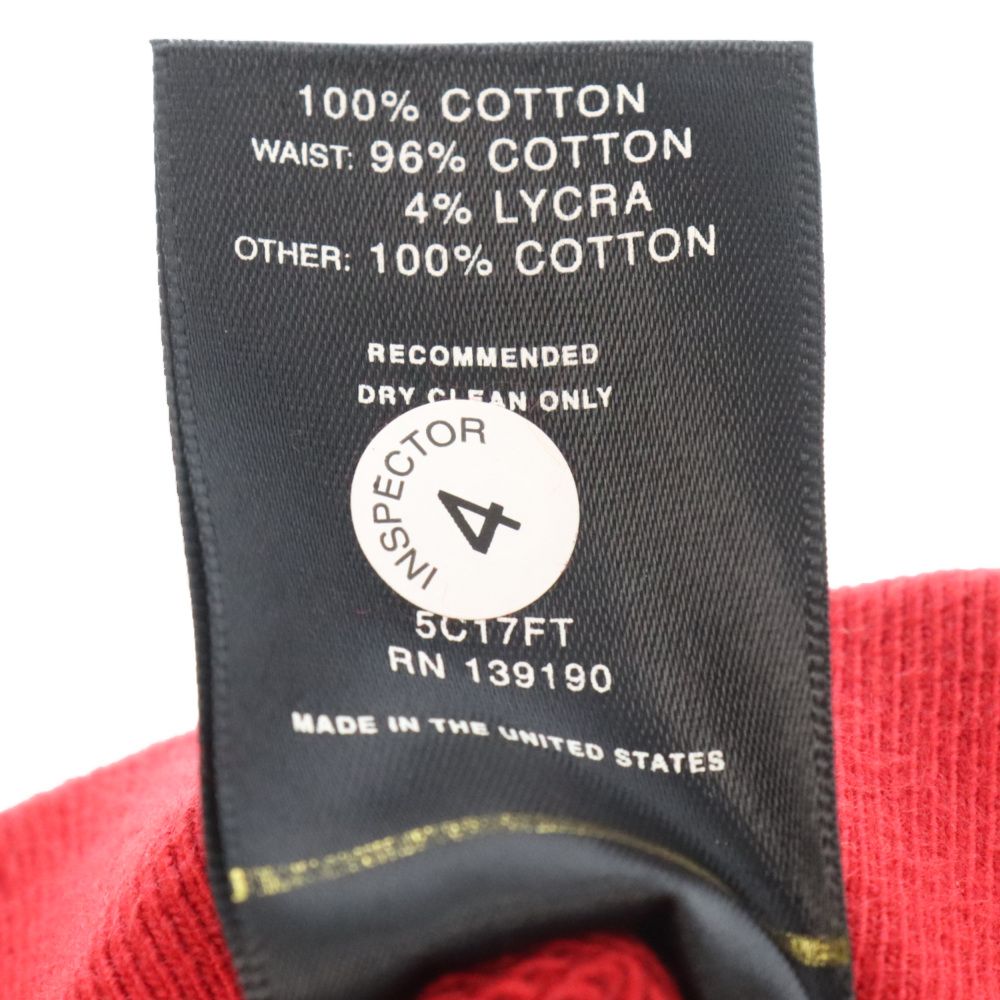 100% COTTON
WAIST: 96% COTTON
4% LYCRA
OTHER: 100% COTTON
RECOMMENDED
DRY CLEAN ONLY
INSPECTOR
4
5C17FT
RN 139190
MADE IN THE UNITED STATES